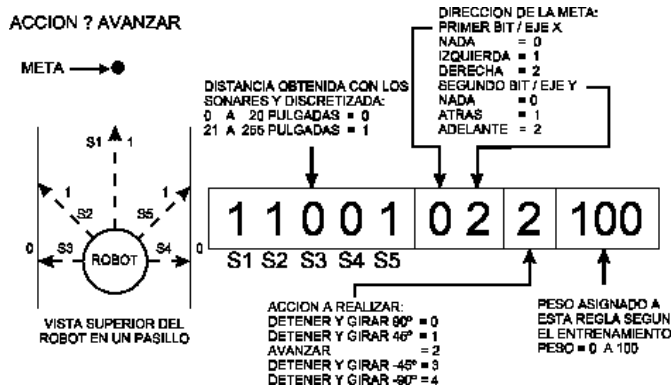 ACCION ? AVANZAR
META
S1
1
1
1
S2
S5
0
S3
ROBOT
S4
0
VISTA SUPERIOR DEL
ROBOT EN UN PASILLO
DISTANCIA OBTENIDA CON LOS
SONARES Y DISCRETIZADA:
0 A 20 PULGADAS = 0
21 A 255 PULGADAS = 1
DIRECCION DE LA META:
PRIMER BIT / EJE X
NADA = 0
IZQUIERDA = 1
DERECHA = 2
SEGUNDO BIT / EJE Y
NADA = 0
ATRAS = 1
ADELANTE = 2
1 1 0 0 1 0 2 2 100
S1 S2 S3 S4 S5
ACCION A REALIZAR:
DETENER Y GIRAR 90º = 0
DETENER Y GIRAR 45º = 1
AVANZAR = 2
DETENER Y GIRAR -45º = 3
DETENER Y GIRAR -90º = 4
PESO ASIGNADO A
ESTA REGLA SEGUN
EL ENTRENAMIENTO
PESO = 0 A 100